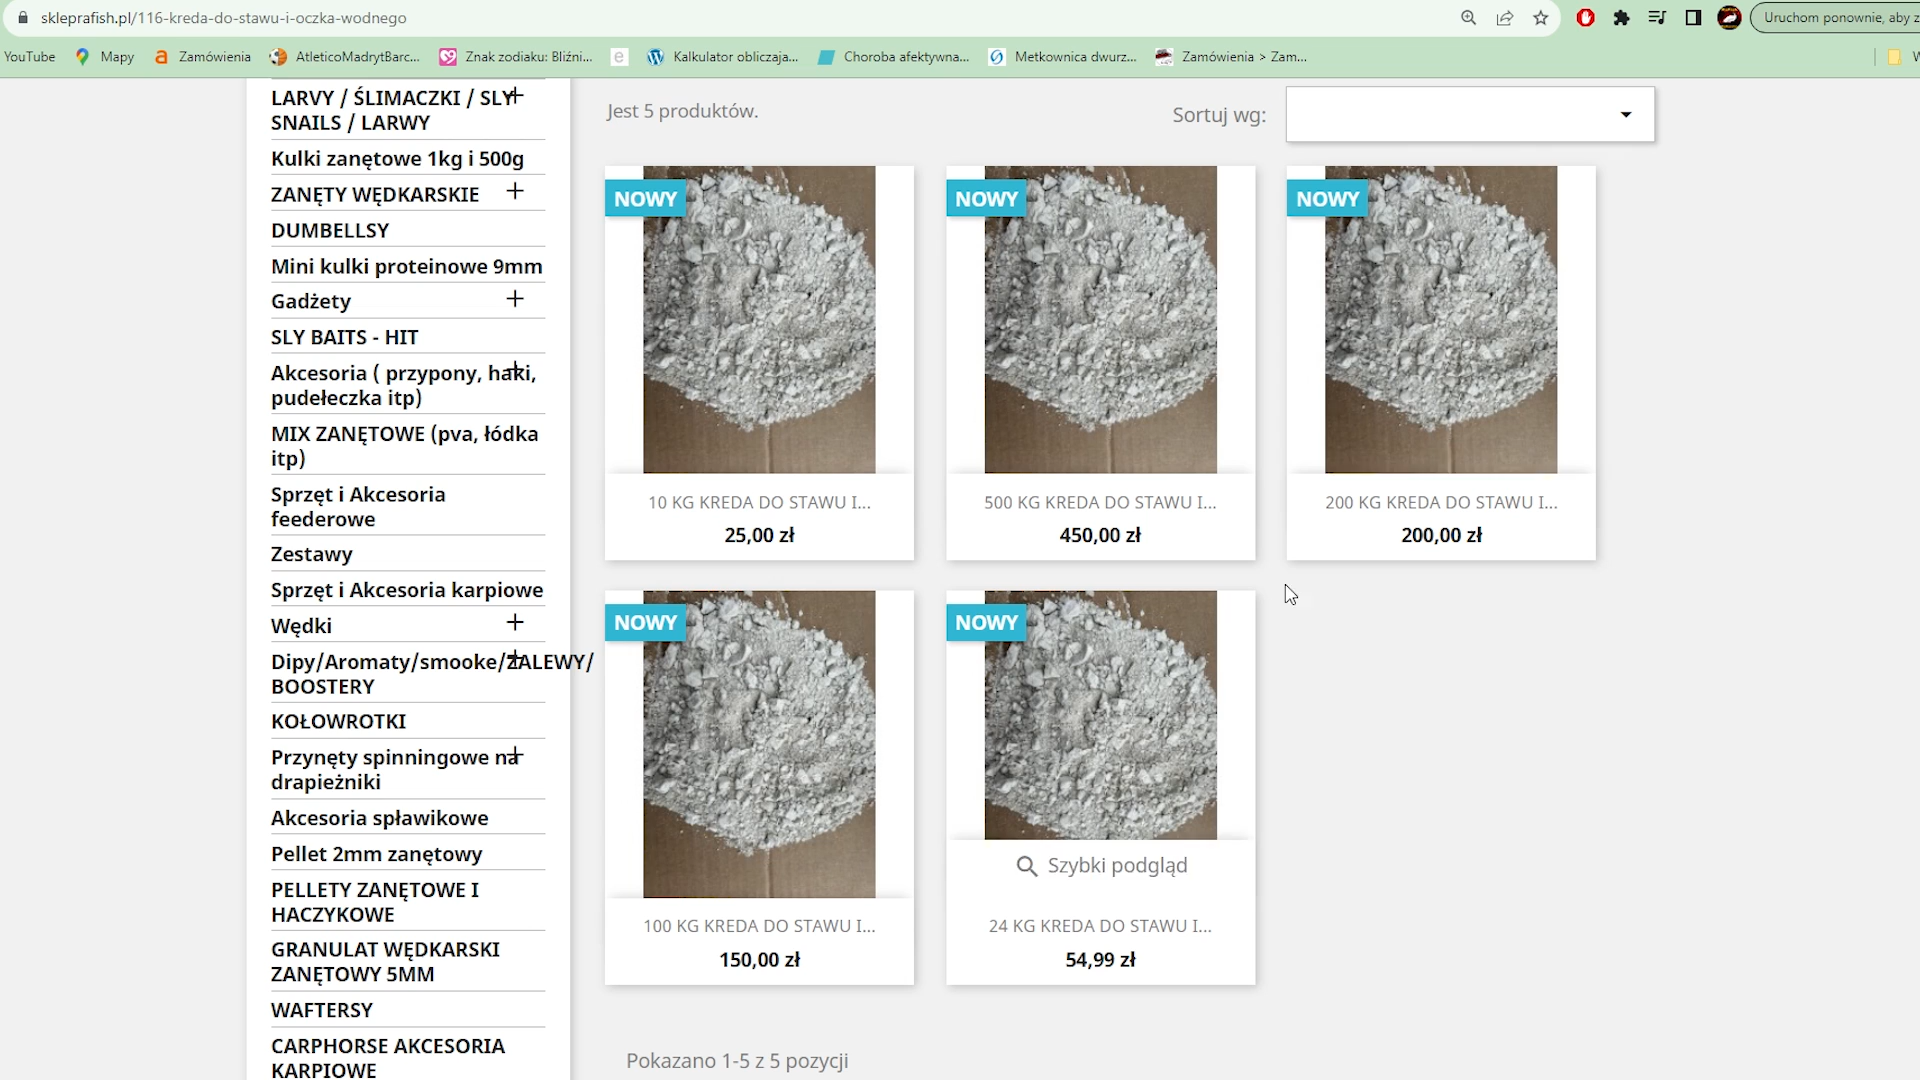 skleprafish.pl/116-kreda-do-stawu-i-oczka-wodnego
Uruchom ponownie, aby z
YouTube
Mapy
Zamówienia
AtleticoMadrytBarc...
Znak zodiaku: Bliźni...
Kalkulator obliczaja...
Choroba afektywna...
Metkownica dwurz...
Zamówienia > Zam...
LARVY / ŚLIMACZKI / SLY
SNAILS / LARWY
Kulki zanętowe 1kg i 500g
ZANĘTY WĘDKARSKIE
DUMBELLSY
Mini kulki proteinowe 9mm
Gadżety
SLY BAITS - HIT
Akcesoria ( przypony, haki,
pudełeczka itp)
MIX ZANĘTOWE (pva, łódka
itp)
Sprzęt i Akcesoria
feederowe
Zestawy
Sprzęt i Akcesoria karpiowe
Wędki
Dipy/Aromaty/smooke/ZALEWY/
BOOSTERY
KOŁOWROTKI
Przynęty spinningowe na
drapieżniki
Akcesoria spławikowe
Pellet 2mm zanętowy
PELLETY ZANĘTOWE I
HACZYKOWE
GRANULAT WĘDKARSKI
ZANĘTOWY 5MM
WAFTERSY
CARPHORSE AKCESORIA
KARPIOWE
Jest 5 produktów.
Sortuj wg:
NOWY
10 KG KREDA DO STAWU I...
25,00 zł
NOWY
500 KG KREDA DO STAWU I...
450,00 zł
NOWY
200 KG KREDA DO STAWU I...
200,00 zł
NOWY
100 KG KREDA DO STAWU I...
150,00 zł
NOWY
Szybki podgląd
24 KG KREDA DO STAWU I...
54,99 zł
Pokazano 1-5 z 5 pozycji